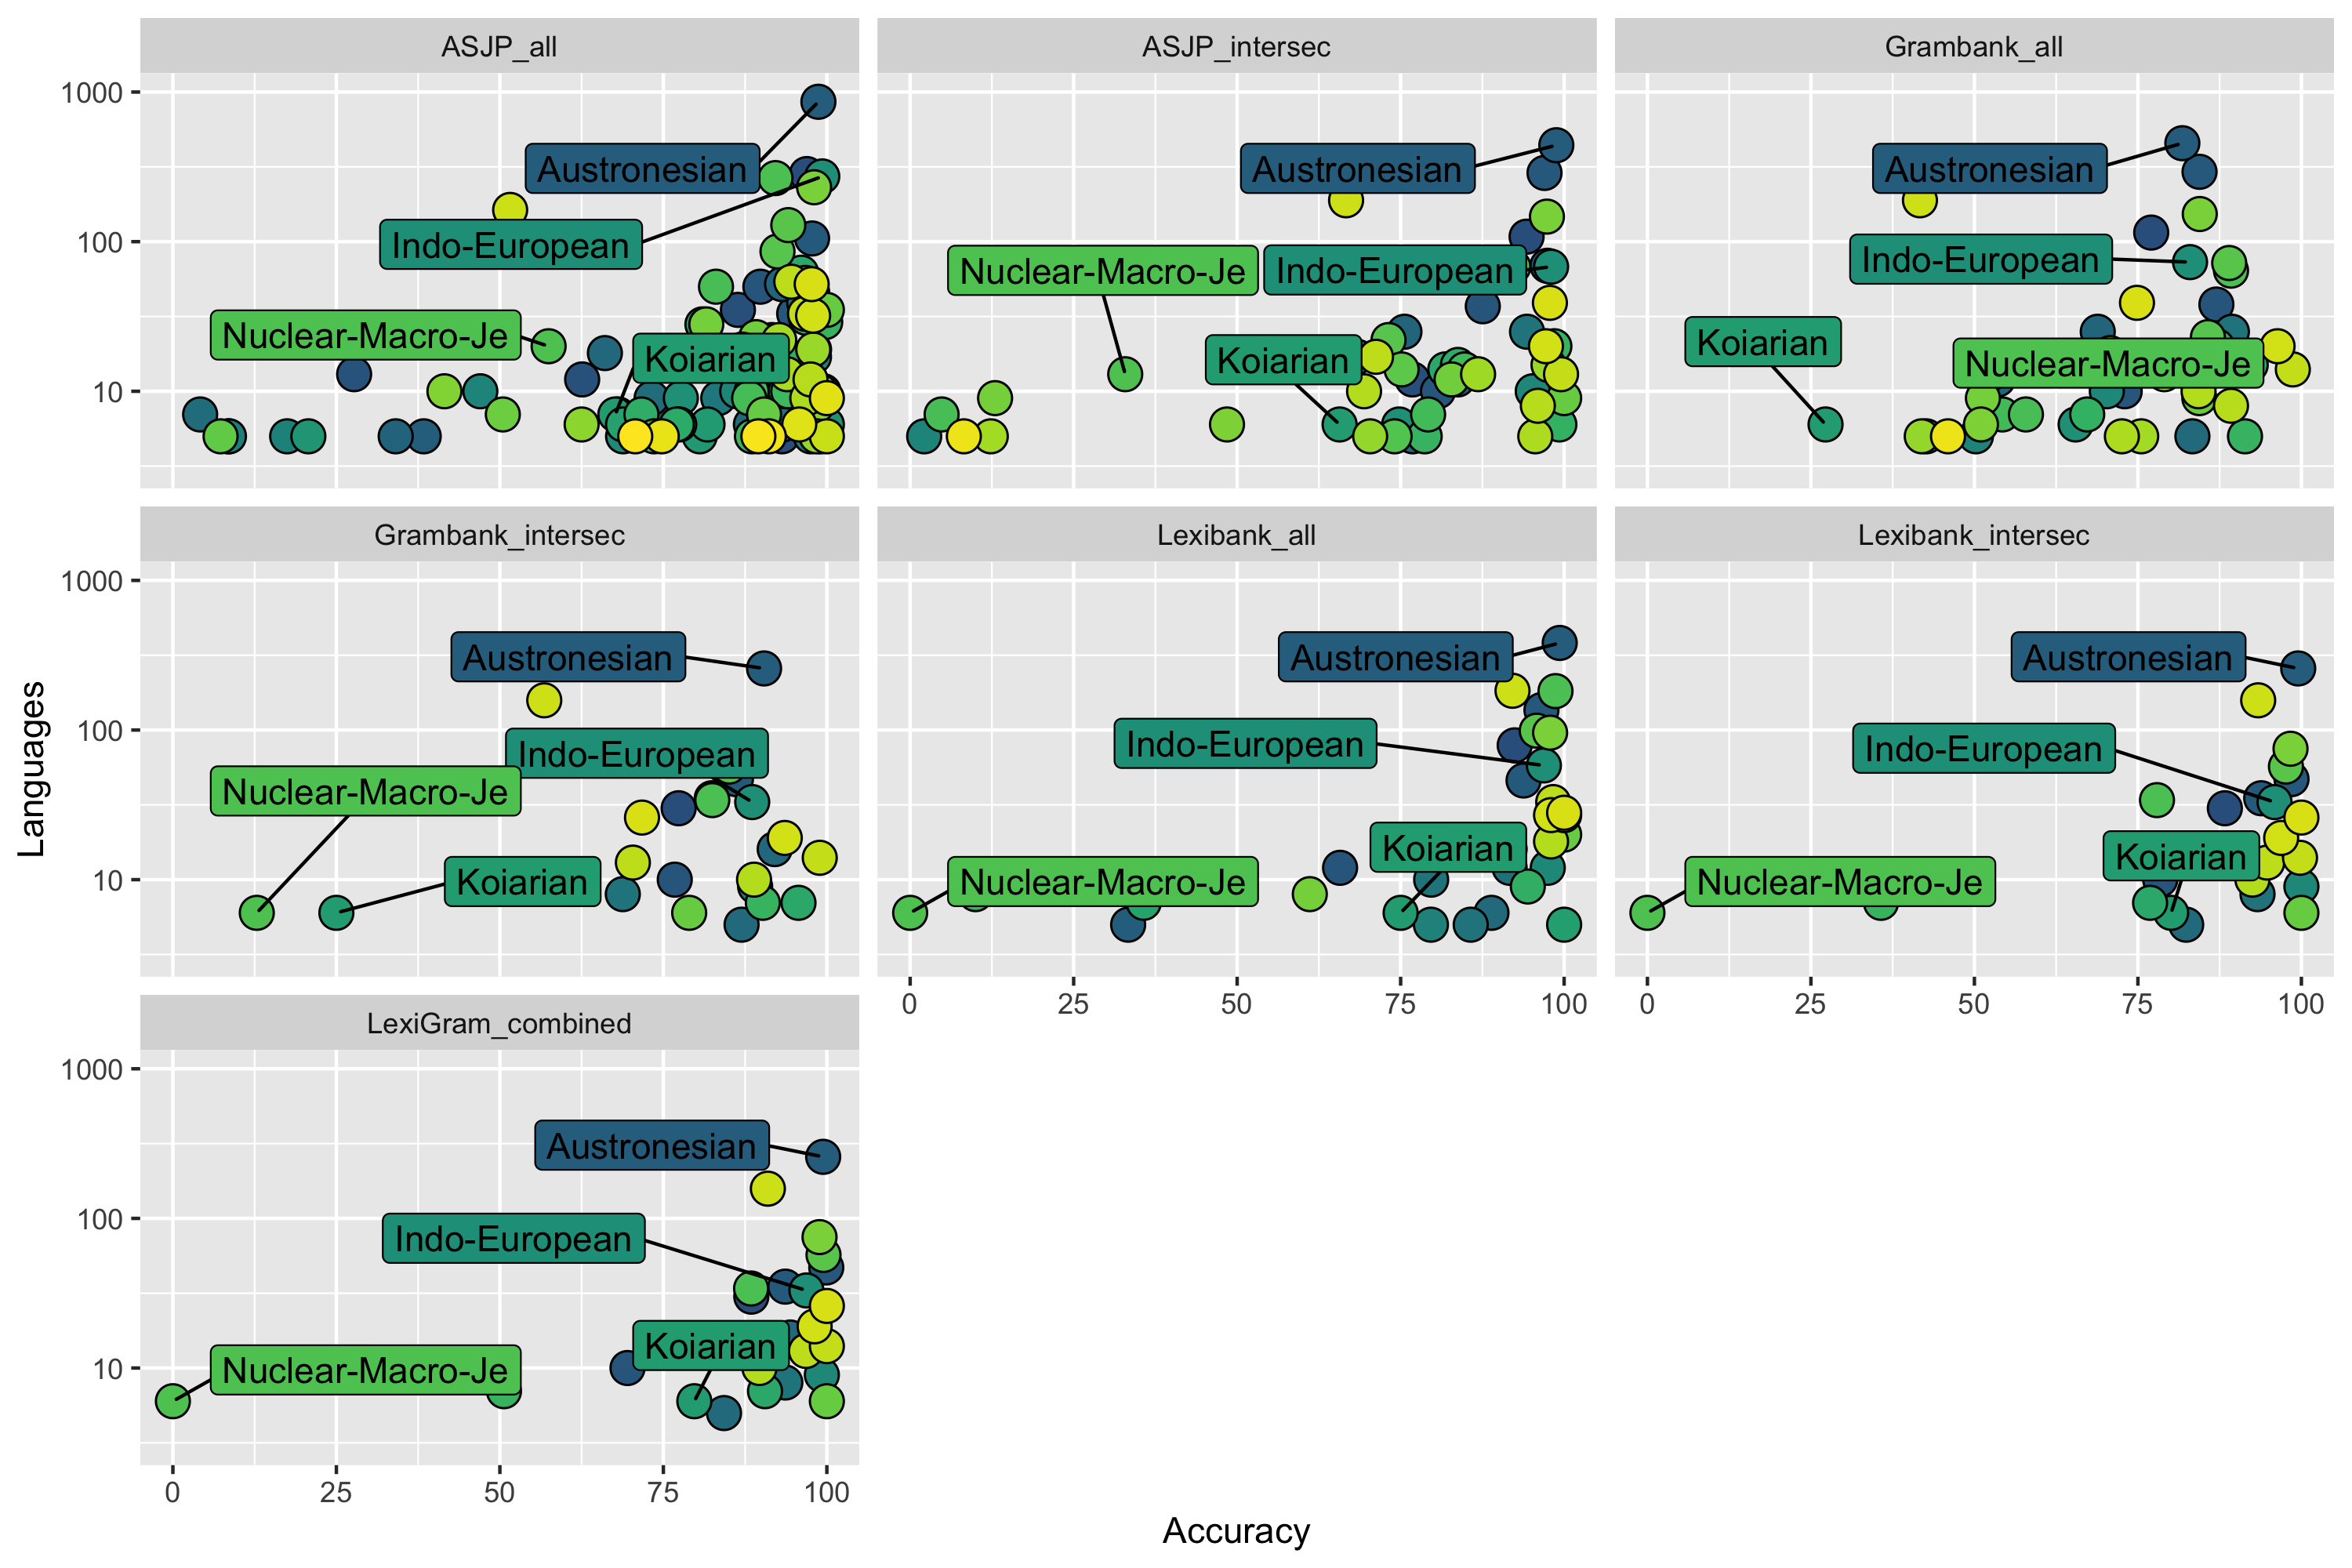 ASJP_all
ASJP_intersec
Grambank_all
1000
100
10
Austronesian
Indo-European
Nuclear-Macro-Je
Koiarian
Austronesian
Nuclear-Macro-Je
Indo-European
Koiarian
Austronesian
Indo-European
Koiarian
Nuclear-Macro-Je
Grambank_intersec
Lexibank_all
Lexibank_intersec
1000
100
10
Austronesian
Indo-European
Nuclear-Macro-Je
Koiarian
Austronesian
Indo-European
Koiarian
Nuclear-Macro-Je
Austronesian
Indo-European
Koiarian
Nuclear-Macro-Je
0 25 50 75 100
0 25 50 75 100
LexiGram_combined
1000
100
10
Austronesian
Indo-European
Koiarian
Nuclear-Macro-Je
0 25 50 75 100
Languages
Accuracy